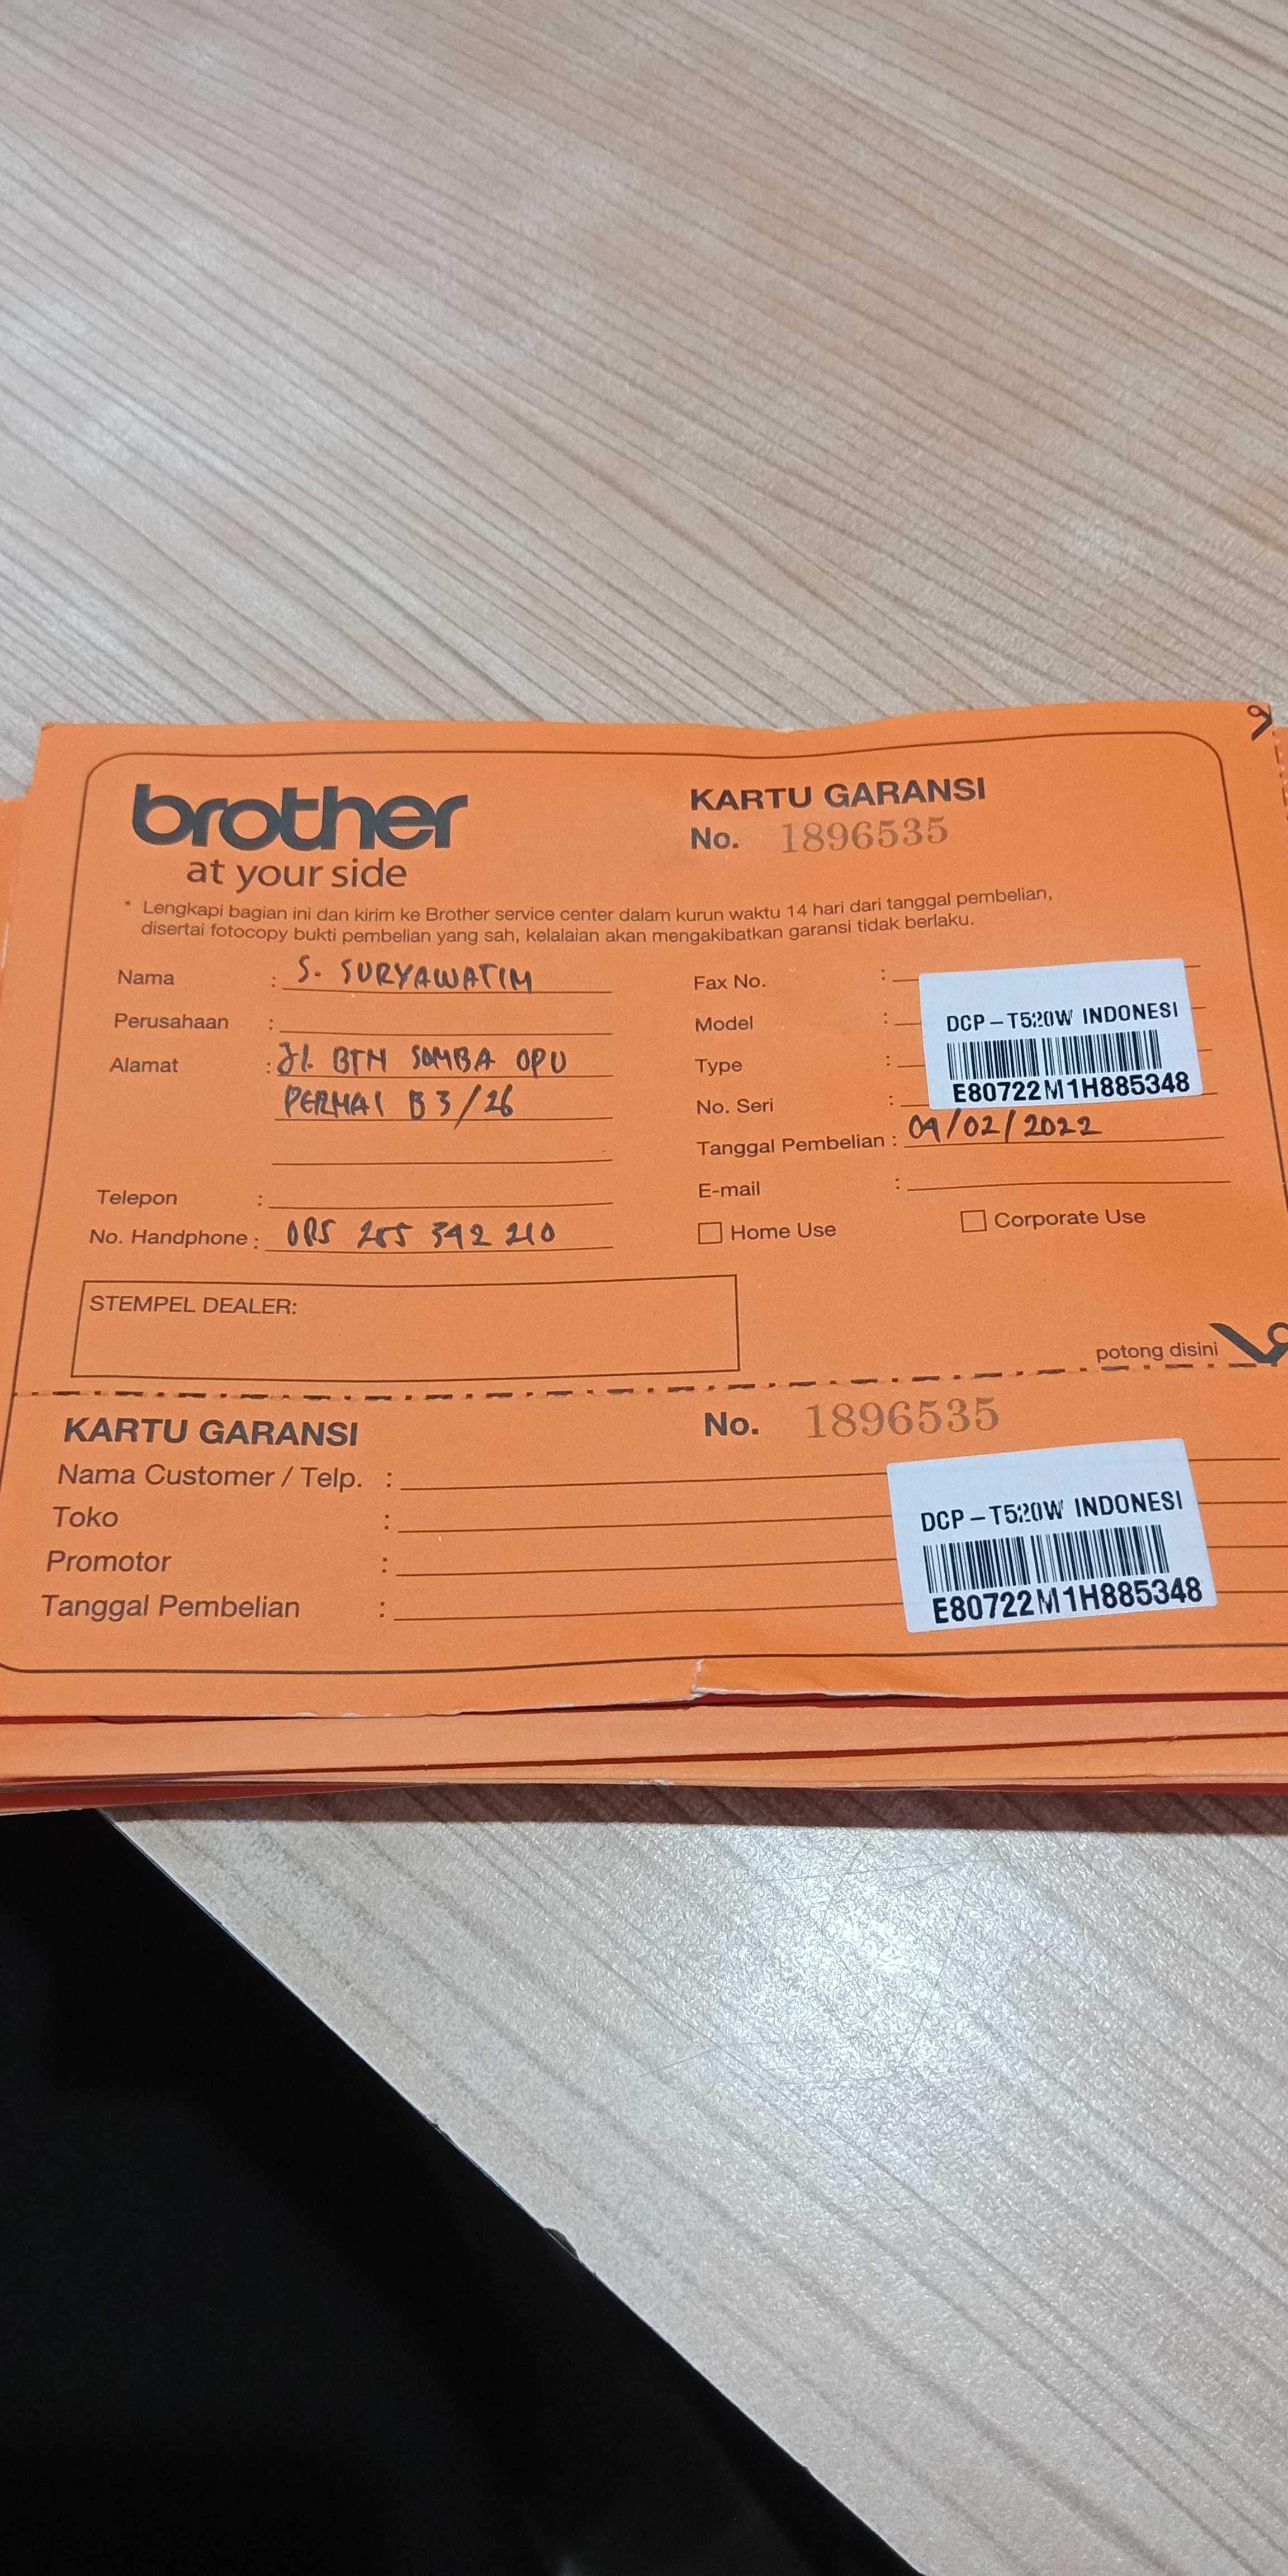 brother
at your side
KARTU GARANSI
No. 1896535
* Lengkapi bagian ini dan kirim ke Brother service center dalam kurun waktu 14 hari dari tanggal pembelian,
disertai fotocopy bukti pembelian yang sah, kelalaian akan mengakibatkan garansi tidak berlaku.
Nama : S. SURYAWATIM
Perusahaan :
Alamat : Jl. BTN SOMBA OPU
PERMAI B 3/26
Telepon :
No. Handphone : 342 210
Fax No. :
Model :
Type :
No. Seri :
DCP-T520W INDONESI
E80722M1H885348
Tanggal Pembelian : 09/02/2022
E-mail :
Home Use
Corporate Use
STEMPEL DEALER:
potong disini
KARTU GARANSI
No. 1896535
Nama Customer / Telp. :
Toko :
Promotor :
Tanggal Pembelian :
DCP-T520W INDONESI
E80722M1H885348